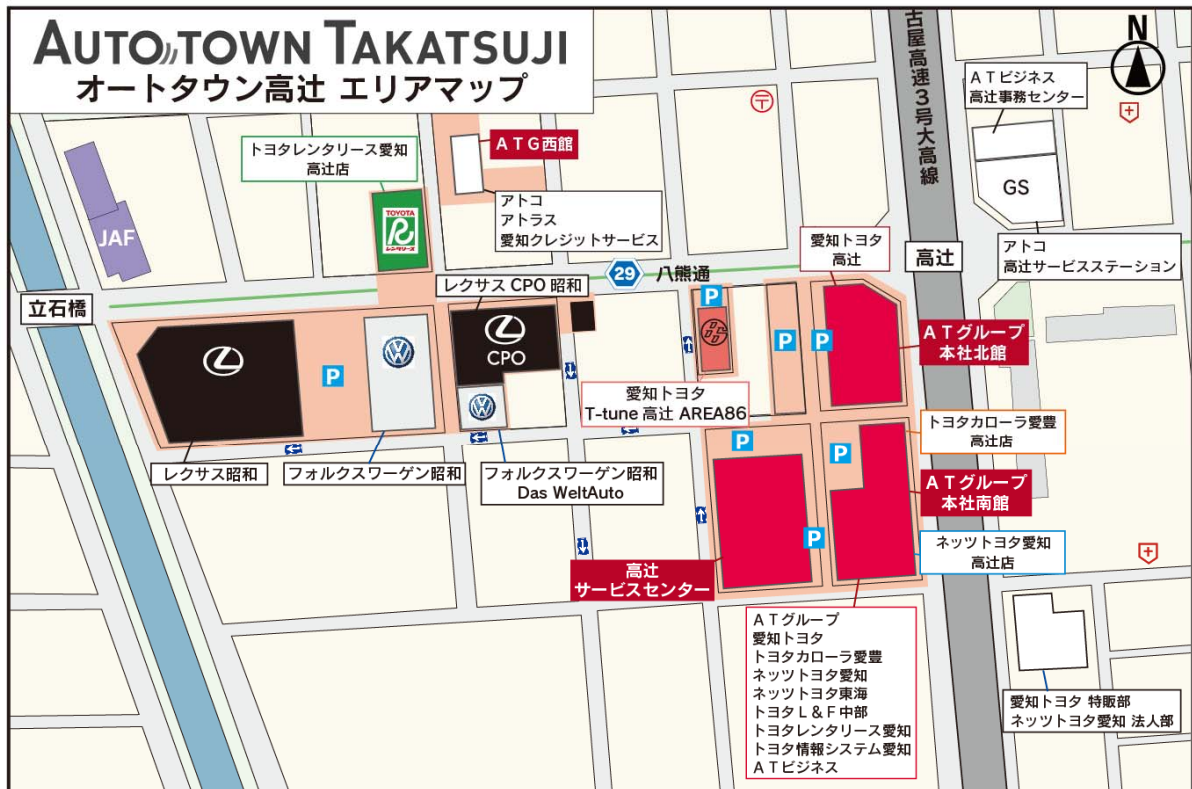 AUTO TOWN TAKATSUJI
オートタウン高辻 エリアマップ
N
古屋高速3号大高線
ATビジネス
高辻事務センター
GS
アトコ
高辻サービスステーション
トヨタレンタリース愛知
高辻店
TOYOTA
R
レンタリース
ATG西館
アトコ
アトラス
愛知クレジットサービス
JAF
立石橋
29
八熊通
高辻
愛知トヨタ
高辻
レクサス CPO 昭和
CPO
P
P
P
P
ATグループ
本社北館
愛知トヨタ
T-tune 高辻 AREA86
トヨタカローラ愛豊
高辻店
P
P
P
レクサス昭和
フォルクスワーゲン昭和
フォルクスワーゲン昭和
Das WeltAuto
ATグループ
本社南館
ネッツトヨタ愛知
高辻店
高辻
サービスセンター
ATグループ
愛知トヨタ
トヨタカローラ愛豊
ネッツトヨタ愛知
ネッツトヨタ東海
トヨタL&F中部
トヨタレンタリース愛知
トヨタ情報システム愛知
ATビジネス
愛知トヨタ 特販部
ネッツトヨタ愛知 法人部